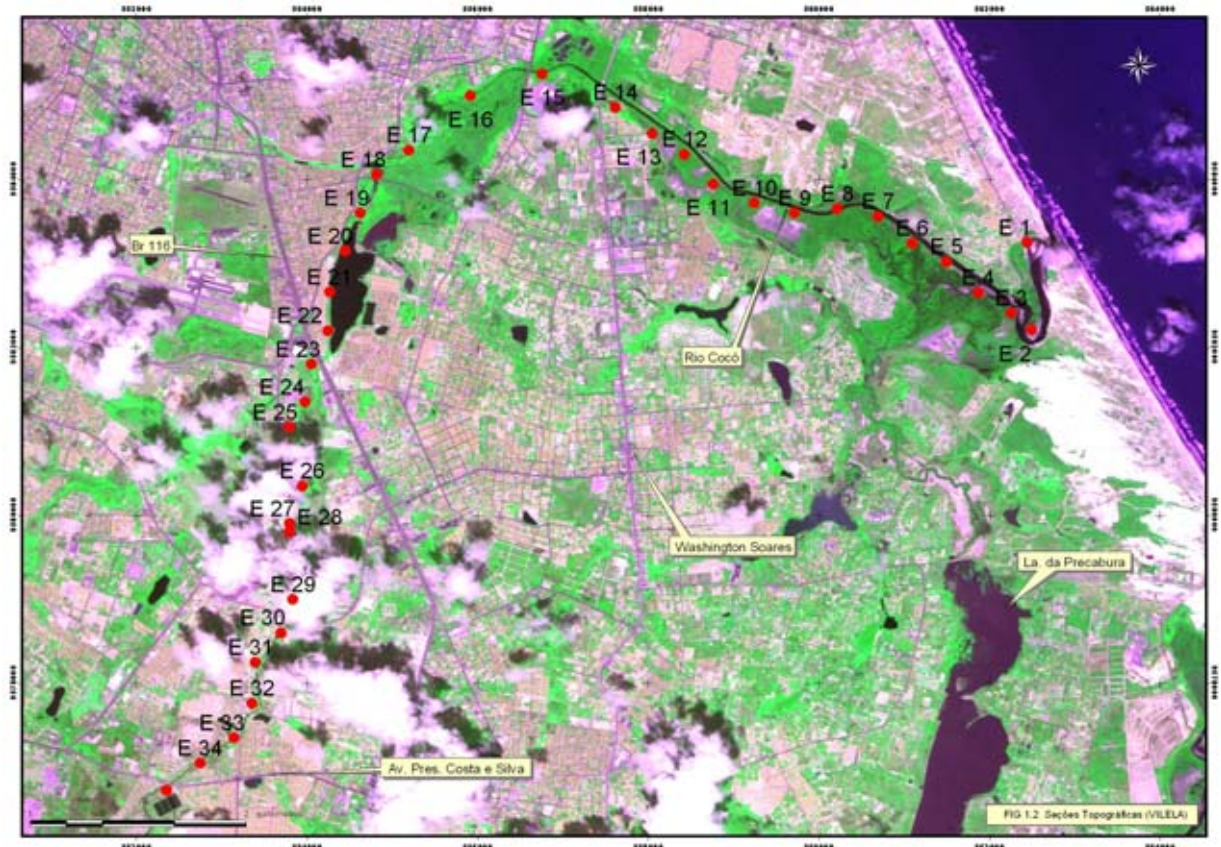 E 14
E 15
E 16
E 17
E 12
E 13
E 18
E 10
E 9
E 8
E 7
E 11
E 19
E 6
E 1
E 20
E 5
Br 116
E 21
E 4
E 3
E 22
E 2
E 23
Rio Cocó
E 24
E 25
E 26
E 27
E 28
Washington Soares
La. da Precabura
E 29
E 30
E 31
E 32
E 33
E 34
Av. Pres. Costa e Silva
FIG 1.2 Seções Topográficas (VILELA)